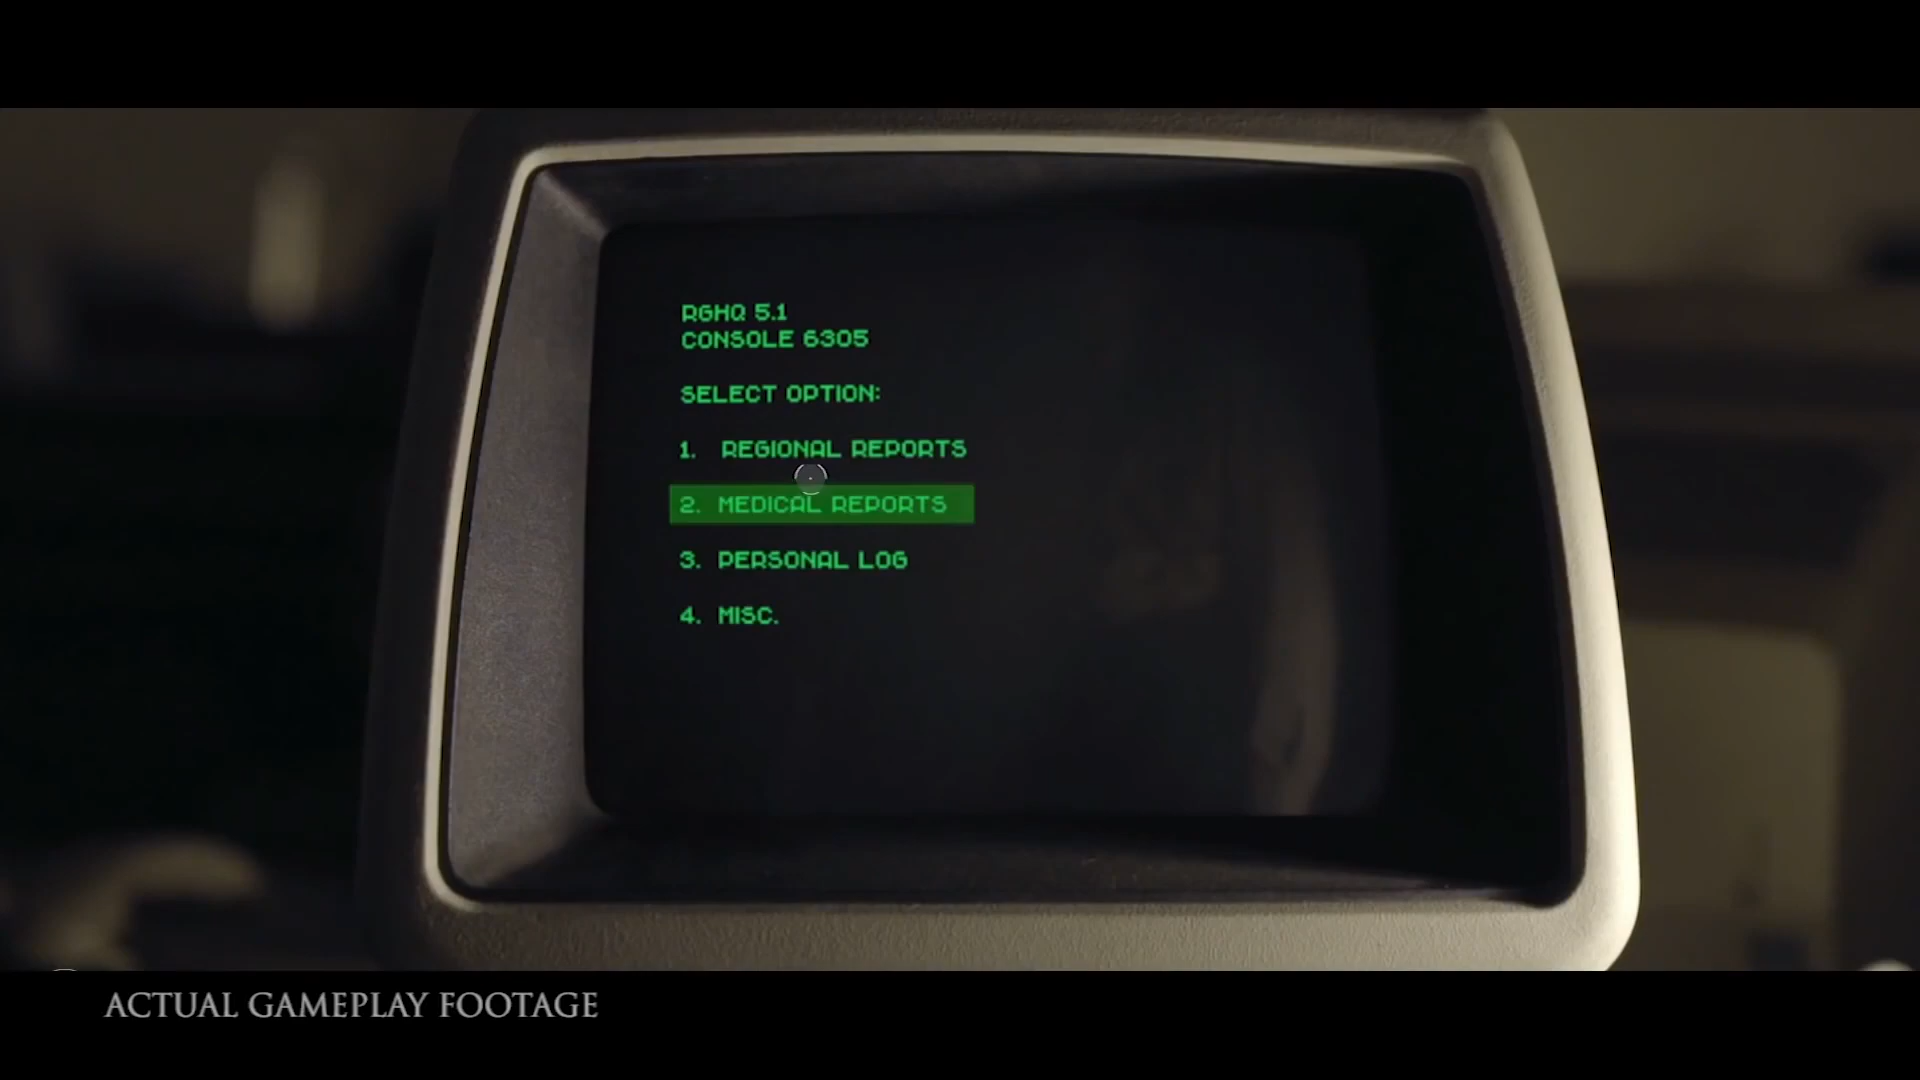 RGHQ 5.1
CONSOLE 6305
SELECT OPTION:
1. REGIONAL REPORTS
2. MEDICAL REPORTS
3. PERSONAL LOG
4. MISC.
ACTUAL GAMEPLAY FOOTAGE